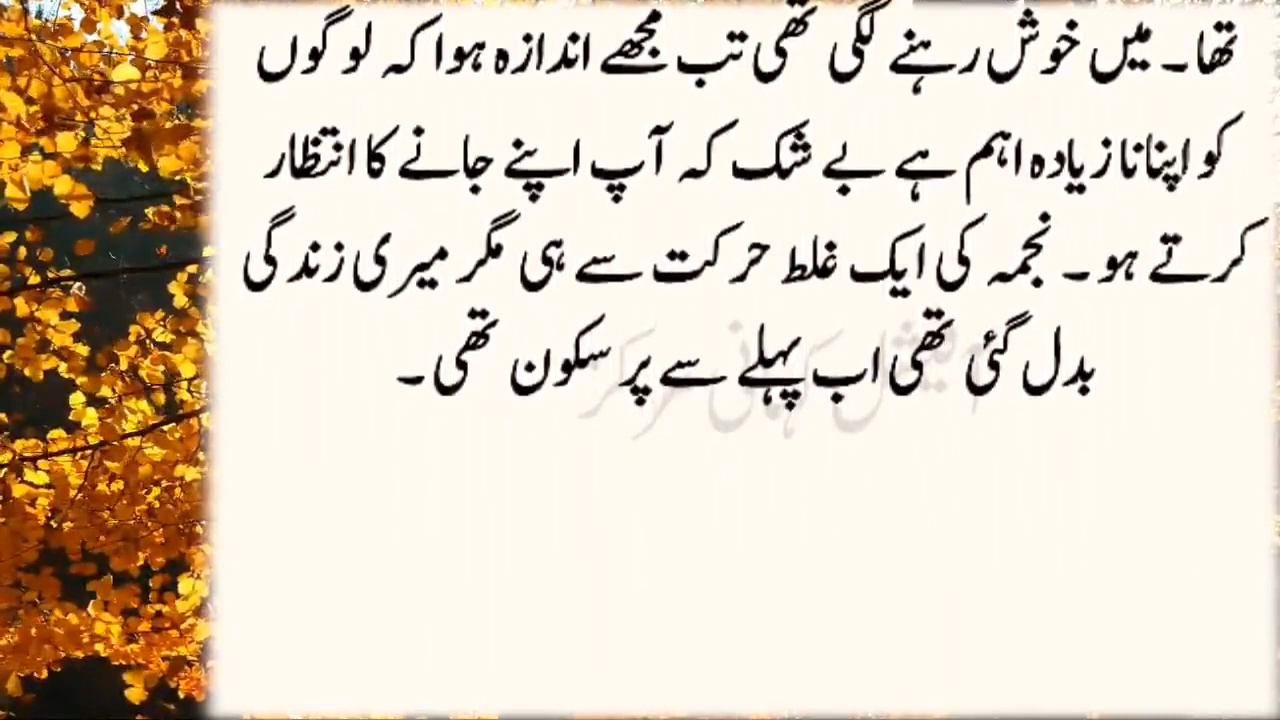 تھا۔ میں خوش رہنے لگی تھی تب مجھے اندازہ ہوا کہ لوگوں
کو اپنانا زیادہ اہم ہے بے شک کہ آپ اپنے جانے کا انتظار
کرتے ہو۔ نجمہ کی ایک غلط حرکت سے ہی مگر میری زندگی
بدل گئی تھی اب پہلے سے پر سکون تھی۔